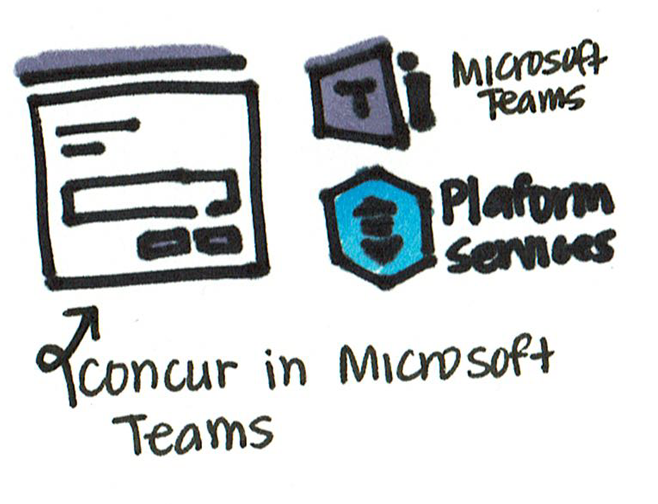 T
Microsoft
Teams
Plaform
Services
concur in Microsoft
Teams